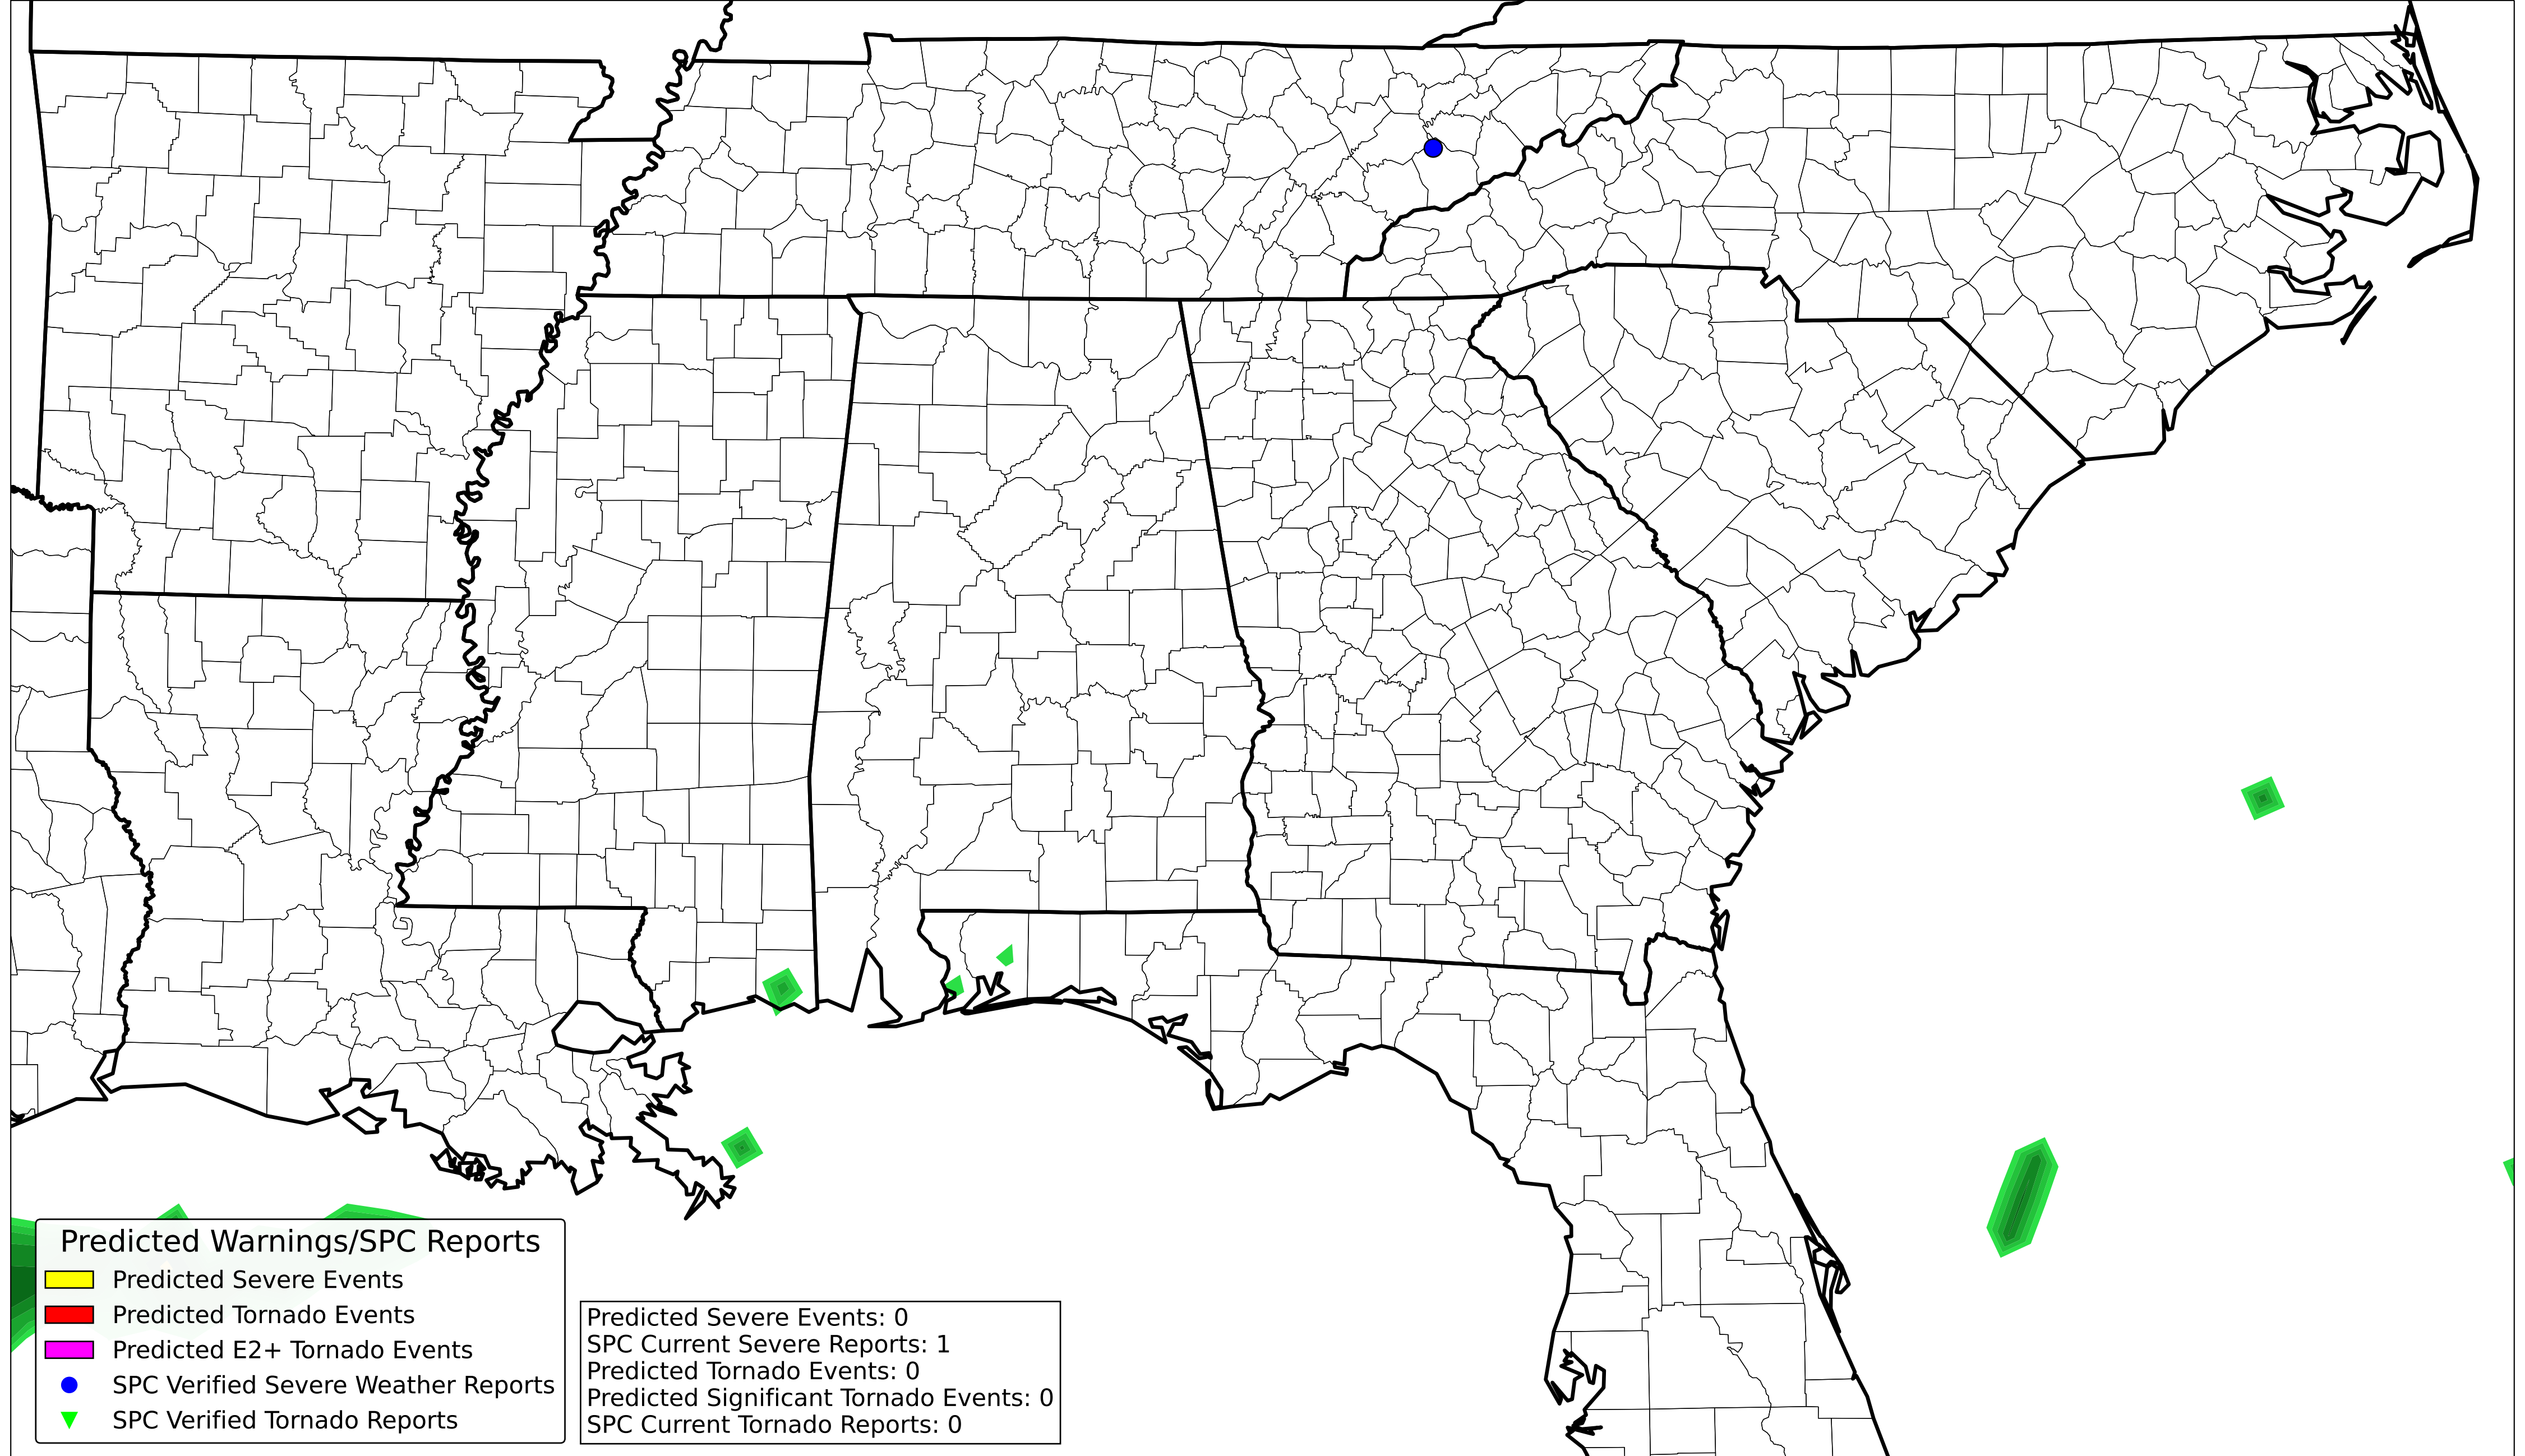 Predicted Warnings/SPC Reports
Predicted Severe Events
Predicted Tornado Events
Predicted E2+ Tornado Events
SPC Verified Severe Weather Reports
SPC Verified Tornado Reports
Predicted Severe Events: 0
SPC Current Severe Reports: 1
Predicted Tornado Events: 0
Predicted Significant Tornado Events: 0
SPC Current Tornado Reports: 0